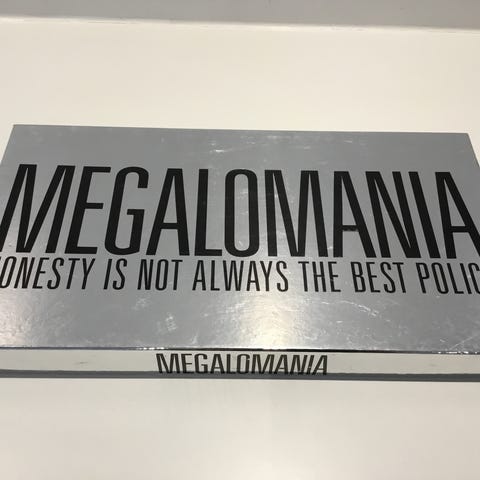 MEGALOMANIA
ONESTY IS NOT ALWAYS THE BEST POLIC
MEGALOMANIA